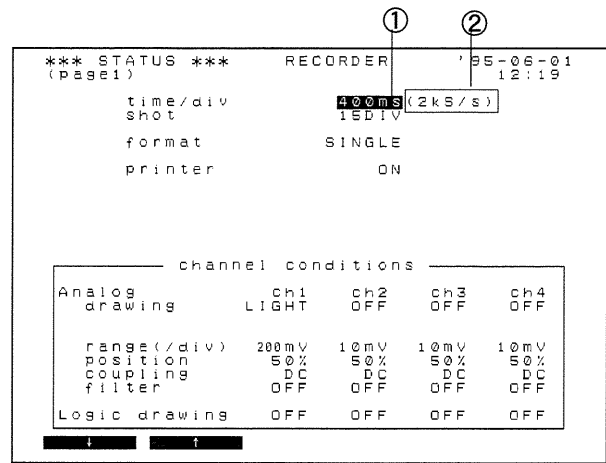 ① ②
*** STATUS *** RECORDER '95-06-01
(page1) 12:19
time/div 400ms (2kS/s)
shot 15DIV
format SINGLE
printer ON
channel conditions
Analog ch1 ch2 ch3 ch4
drawing LIGHT OFF OFF OFF
range(/div) 200mV 10mV 10mV 10mV
position 50% 50% 50% 50%
coupling DC DC DC DC
filter OFF OFF OFF OFF
Logic drawing OFF OFF OFF OFF
↓ ↑